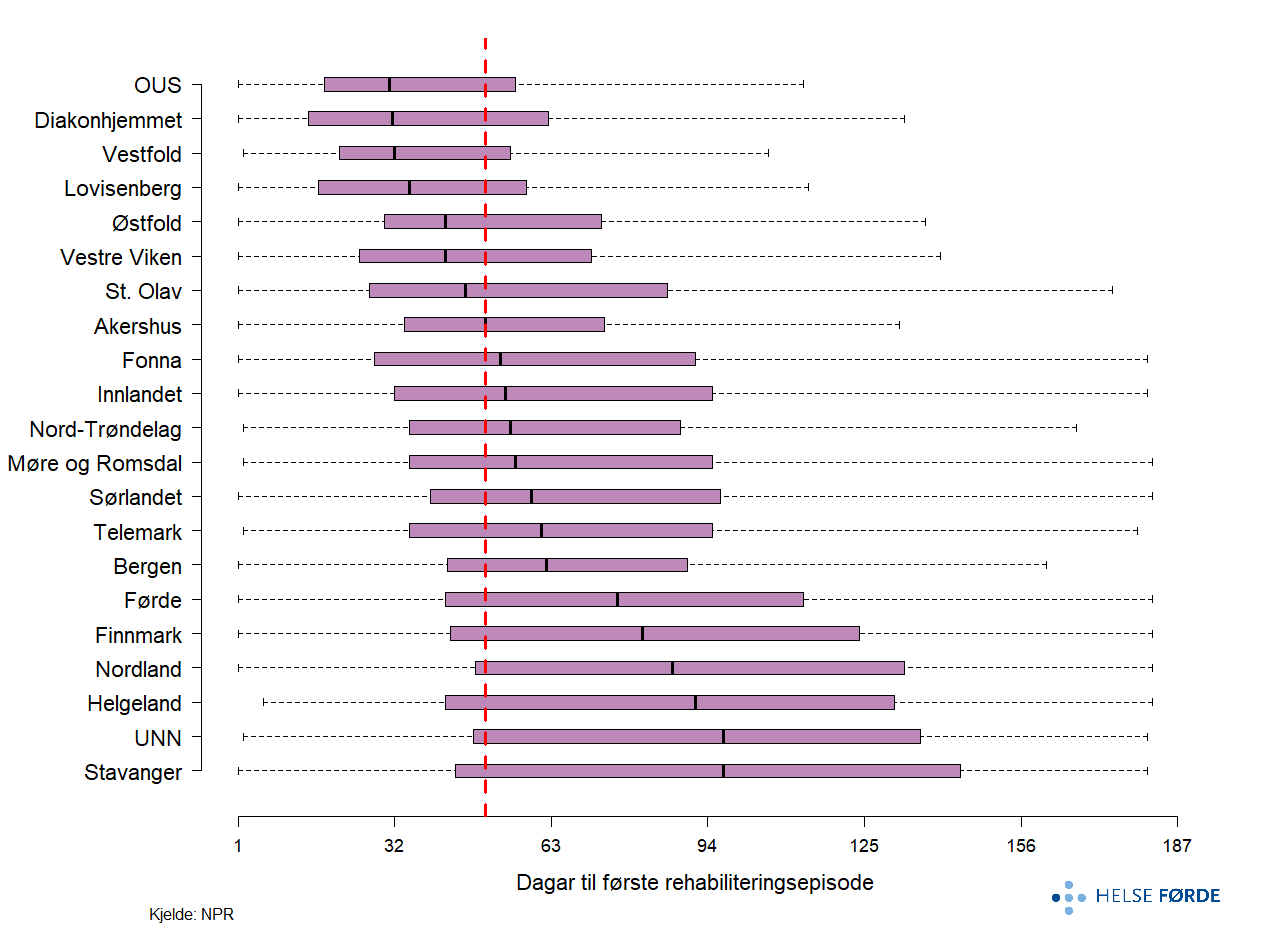 OUS
Diakonhjemmet
Vestfold
Lovisenberg
Østfold
Vestre Viken
St. Olav
Akershus
Fonna
Innlandet
Nord-Trøndelag
Møre og Romsdal
Sørlandet
Telemark
Bergen
Førde
Finnmark
Nordland
Helgeland
UNN
Stavanger
1 32 63 94 125 156 187
Dagar til første rehabiliteringsepisode
HELSE FØRDE
Kjelde: NPR